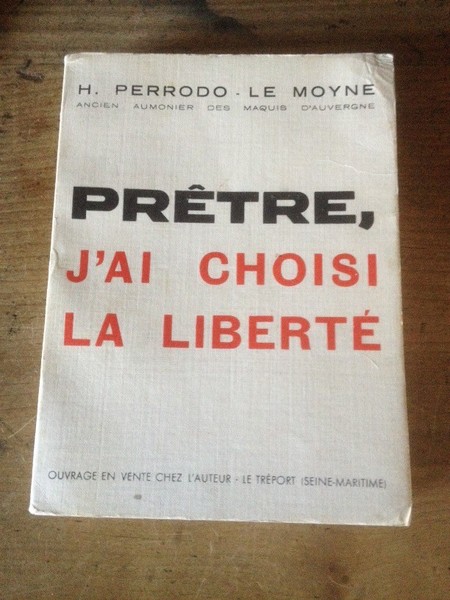 H. PERRODO - LE MOYNE
ANCIEN AUMONIER DES MAQUIS D'AUVERGNE
PRÊTRE,
J'AI CHOISI
LA LIBERTÉ
OUVRAGE EN VENTE CHEZ L'AUTEUR - LE TRÉPORT (SEINE-MARITIME)